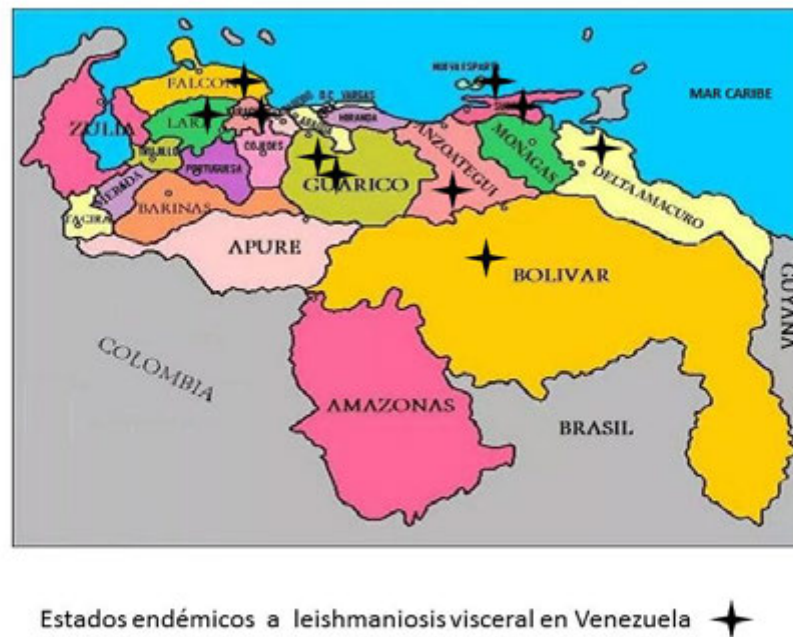 NUEVA ESPARTA
MAR CARIBE
FALCON
D.C. VARGAS
ZULIA
LARA
MIRANDA
ANZOATEGUI
MONAGAS
TRUJILLO
COJEDES
PORTUGUESA
GUARICO
DELTA AMACURO
MERIDA
BARINAS
TACIRA
APURE
BOLIVAR
GUYANA
COLOMBIA
AMAZONAS
BRASIL
Estados endémicos a leishmaniosis visceral en Venezuela